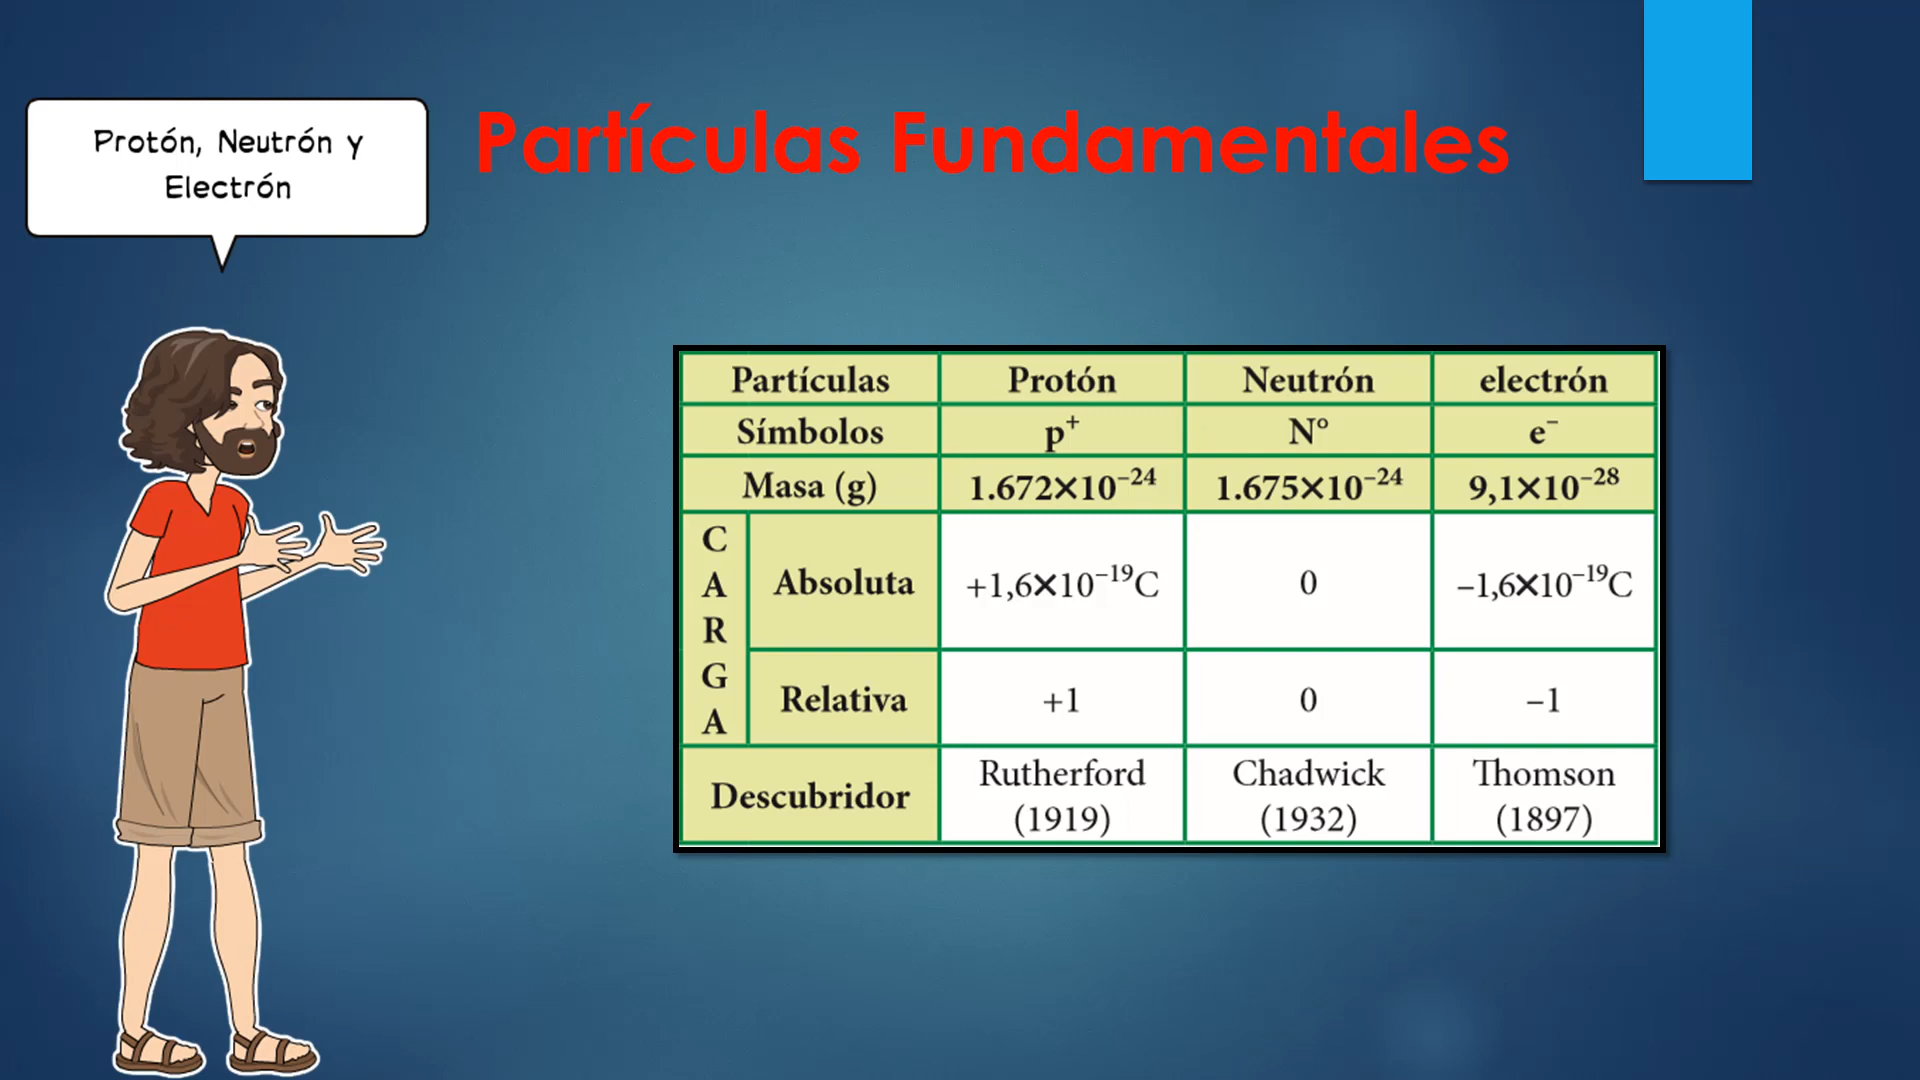 Protón, Neutrón y
Electrón
Partículas Fundamentales
Partículas Protón Neutrón electrón
Símbolos p⁺ N° e⁻
Masa (g) 1.672×10⁻²⁴ 1.675×10⁻²⁴ 9,1×10⁻²⁸
CARGA
Absoluta +1,6×10⁻¹⁹C 0 –1,6×10⁻¹⁹C
Relativa +1 0 –1
Descubridor Rutherford (1919) Chadwick (1932) Thomson (1897)